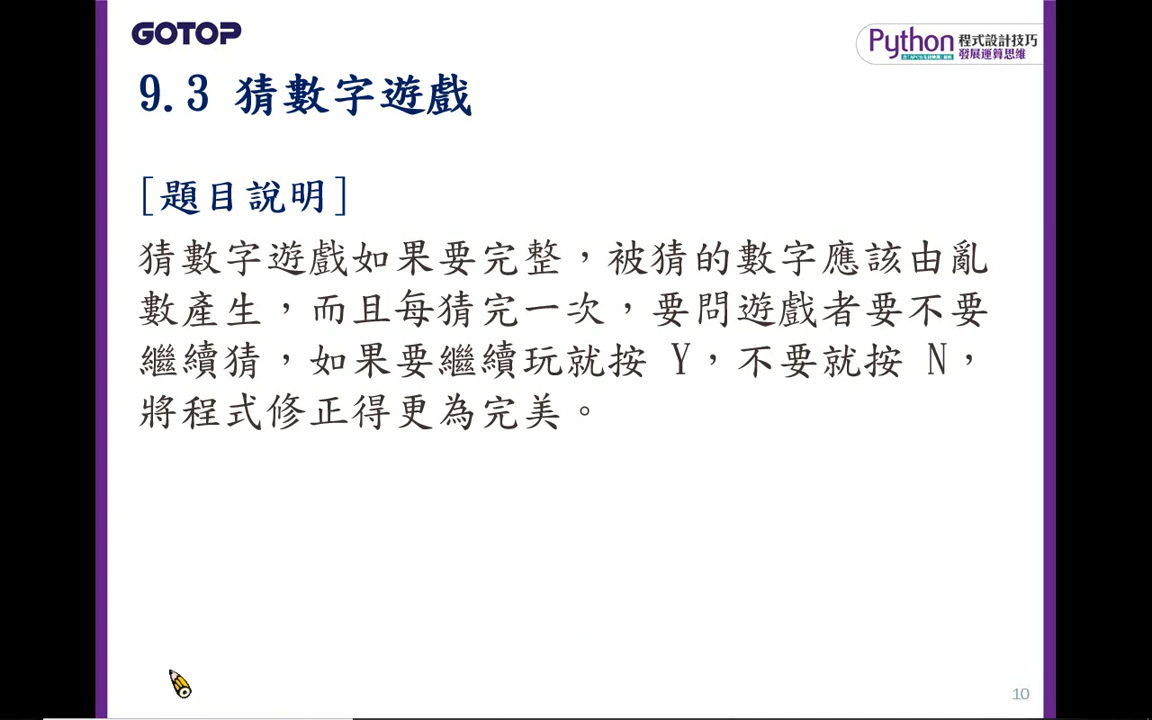 GOTOP
Python 程式設計技巧
發展運算思維
9.3 猜數字遊戲
[題目說明]
猜數字遊戲如果要完整，被猜的數字應該由亂
數產生，而且每猜完一次，要問遊戲者要不要
繼續猜，如果要繼續玩就按 Y，不要就按 N，
將程式修正得更為完美。
10